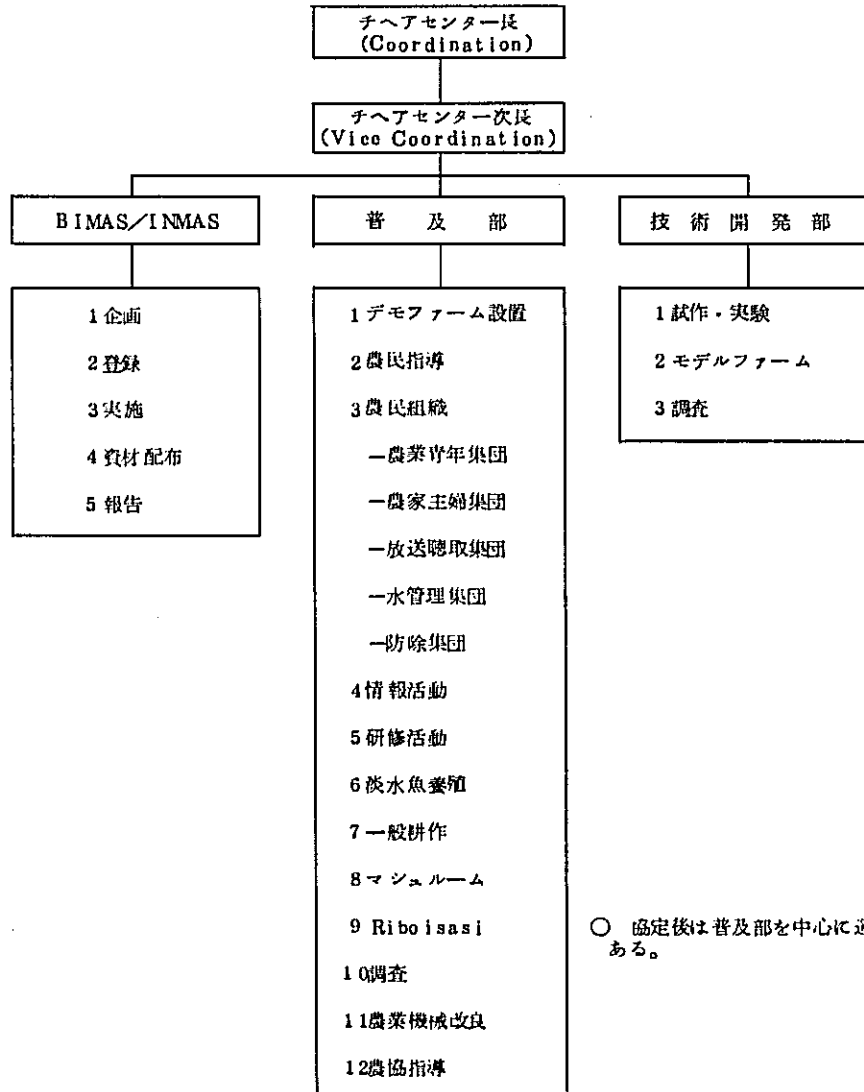 チヘアセンター長
(Coordination)
チヘアセンター次長
(Vice Coordination)
BIMAS/INMAS
1 企画
2 登録
3 実施
4 資材配布
5 報告
普及部
1 デモファーム設置
2 農民指導
3 農民組織
ー農業青年集団
ー農家主婦集団
ー放送聴取集団
ー水管理集団
ー防除集団
4 情報活動
5 研修活動
6 淡水魚養殖
7 一般耕作
8 マシュルーム
9 Riboisasi
10 調査
11 農業機械改良
12 農協指導
技術開発部
1 試作・実験
2 モデルファーム
3 調査
○ 協定後は普及部を中心に
ある。